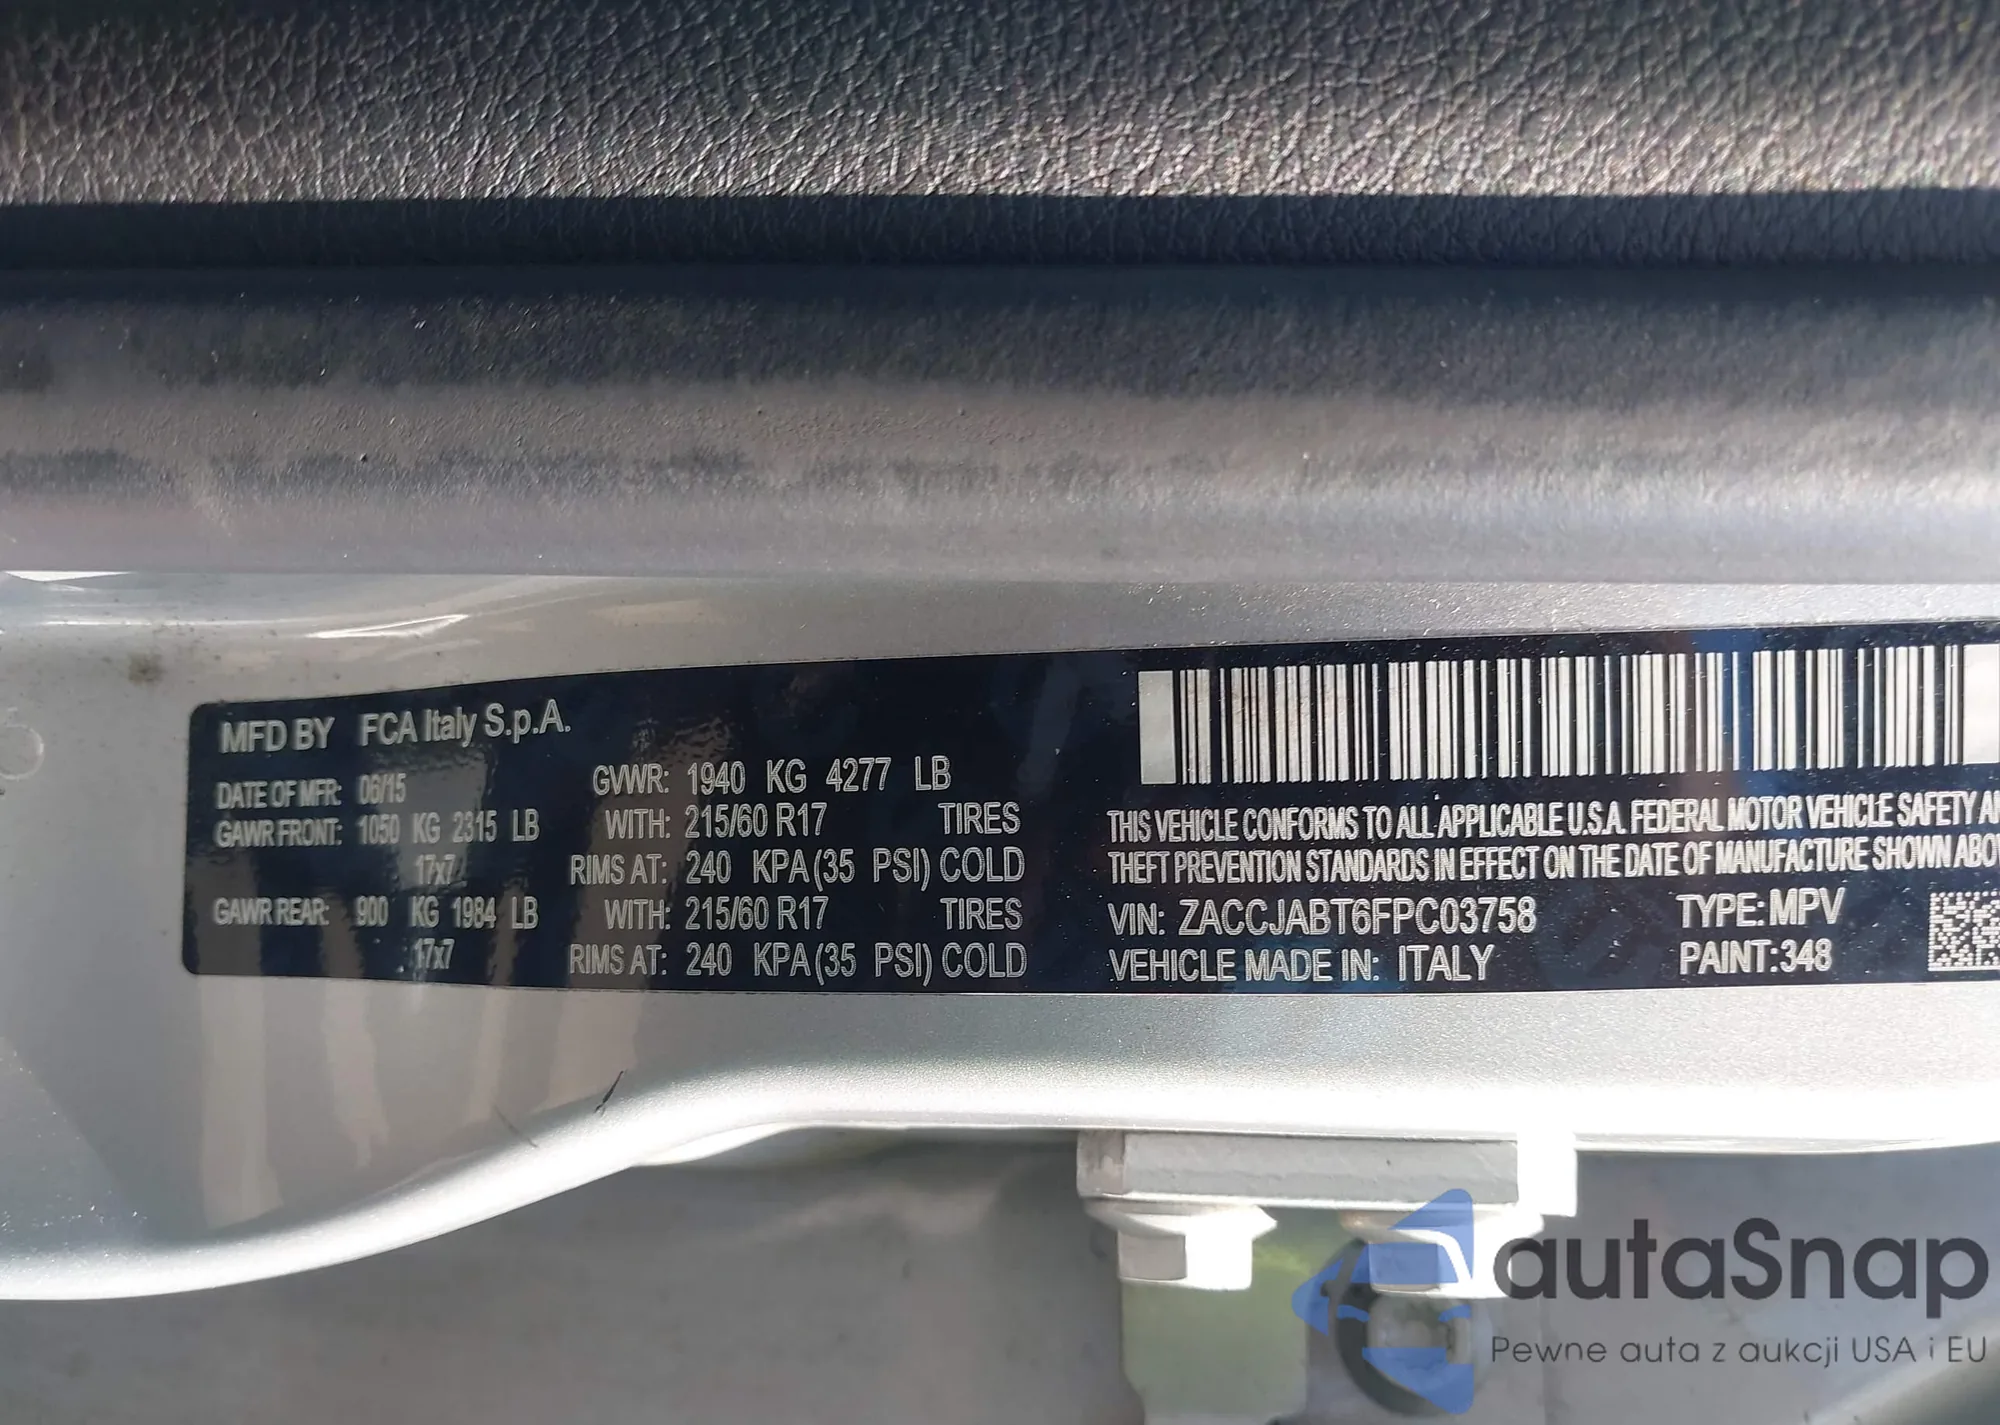 MFD BY FCA Italy S.p.A.
DATE OF MFR: 06/15 GVWR: 1940 KG 4277 LB
GAWR FRONT: 1050 KG 2315 LB WITH: 215/60 R17 TIRES
17x7 RIMS AT: 240 KPA (35 PSI) COLD
GAWR REAR: 900 KG 1984 LB WITH: 215/60 R17 TIRES
17x7 RIMS AT: 240 KPA (35 PSI) COLD
THIS VEHICLE CONFORMS TO ALL APPLICABLE U.S.A. FEDERAL MOTOR VEHICLE SAFETY
THEFT PREVENTION STANDARDS IN EFFECT ON THE DATE OF MANUFACTURE SHOWN
VIN: ZACCJABT6FPC03758 TYPE: MPV
VEHICLE MADE IN: ITALY PAINT: 348
autaSnap
Pewne auta z aukcji USA i EU